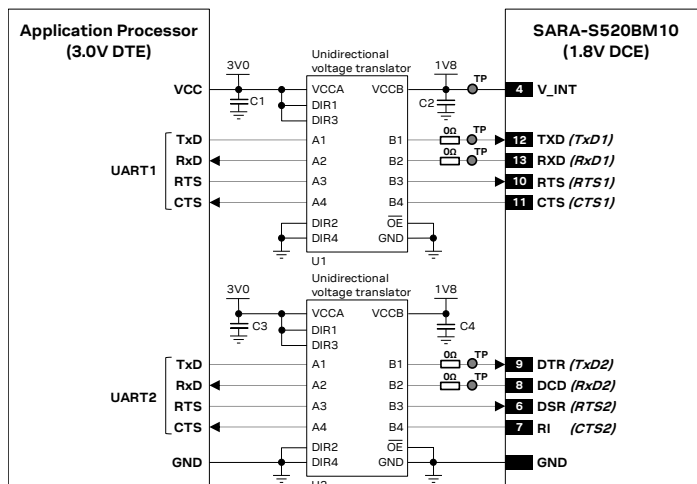 Application Processor
(3.0V DTE)
SARA-S520BM10
(1.8V DCE)
Unidirectional
voltage translator
3V0
1V8
TP
VCC
C1
VCCA
VCCB
C2
4
V_INT
DIR1
DIR3
0Ω
TP
TxD
A1
B1
12
TXD (TxD1)
0Ω
TP
RxD
A2
B2
13
RXD (RxD1)
UART1
RTS
A3
B3
10
RTS (RTS1)
CTS
A4
B4
11
CTS (CTS1)
DIR2
OE
DIR4
GND
U1
Unidirectional
voltage translator
3V0
1V8
VCCA
VCCB
C3
C4
DIR1
DIR3
0Ω
TP
TxD
A1
B1
9
DTR (TxD2)
0Ω
TP
RxD
A2
B2
8
DCD (RxD2)
UART2
RTS
A3
B3
6
DSR (RTS2)
CTS
A4
B4
7
RI (CTS2)
DIR2
OE
GND
DIR4
GND
GND